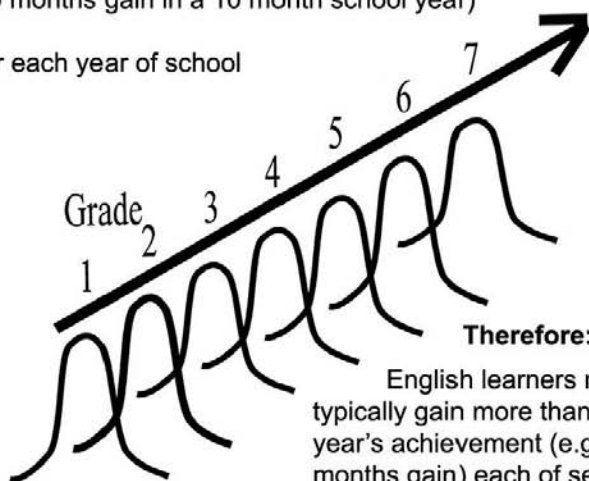 months gain in a 10 month school year)
each year of school
7
6
5
4
3
Grade
2
1
Therefore:
English learners
typically gain more than
year's achievement (e.g
months gain) each of se